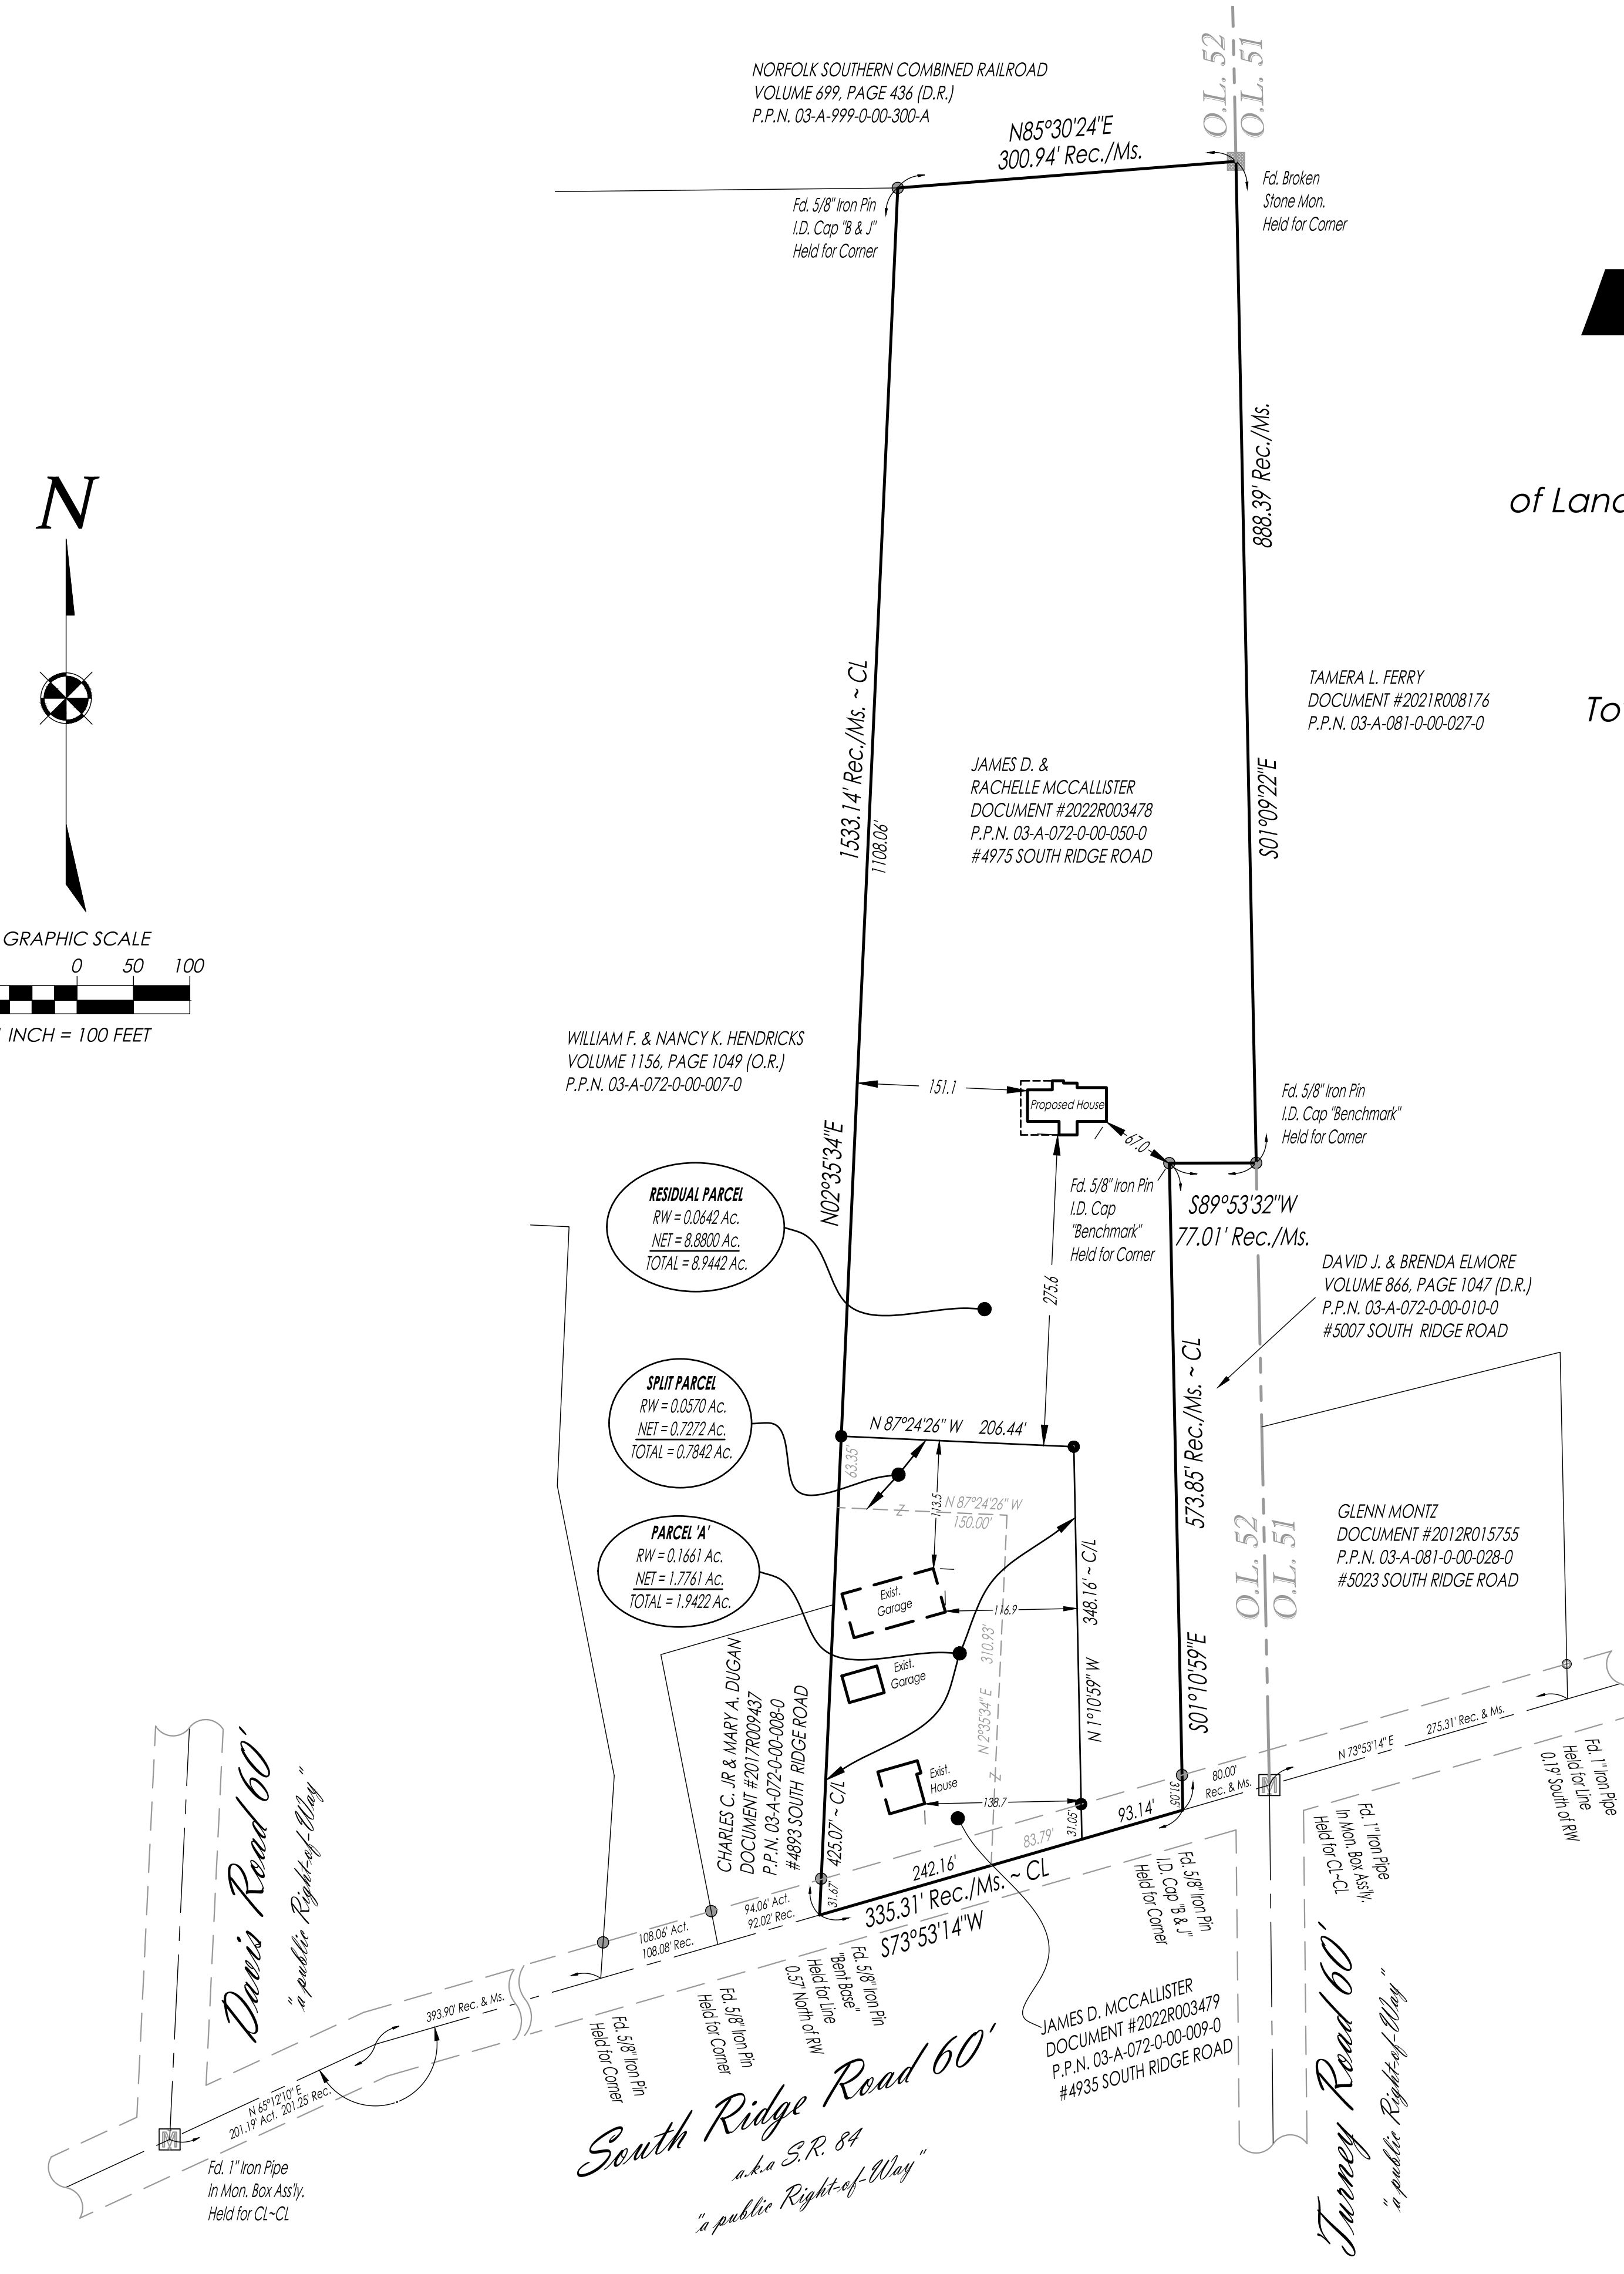 O.L. 52
O.L. 51
NORFOLK SOUTHERN COMBINED RAILROAD
VOLUME 699, PAGE 436 (D.R.)
P.P.N. 03-A-999-0-00-300-A
N85°30'24"E
300.94' Rec./Ms.
Fd. 5/8" Iron Pin
I.D. Cap "B & J"
Held for Corner
Fd. Broken
Stone Mon.
Held for Corner
888.39' Rec./Ms.
S01°09'22"E
of Land
To
N
GRAPHIC SCALE
0 50 100
INCH = 100 FEET
1533.14' Rec./Ms. ~ CL
1108.06'
N02°35'34"E
TAMERA L. FERRY
DOCUMENT #2021R008176
P.P.N. 03-A-081-0-00-027-0
JAMES D. &
RACHELLE MCCALLISTER
DOCUMENT #2022R003478
P.P.N. 03-A-072-0-00-050-0
#4975 SOUTH RIDGE ROAD
WILLIAM F. & NANCY K. HENDRICKS
VOLUME 1156, PAGE 1049 (O.R.)
P.P.N. 03-A-072-0-00-007-0
151.1
Proposed House
67.0
275.6
Fd. 5/8" Iron Pin
I.D. Cap "Benchmark"
Held for Corner
Fd. 5/8" Iron Pin
I.D. Cap
"Benchmark"
Held for Corner
S89°53'32"W
77.01' Rec./Ms.
RESIDUAL PARCEL
RW = 0.0642 Ac.
NET = 8.8800 Ac.
TOTAL = 8.9442 Ac.
DAVID J. & BRENDA ELMORE
VOLUME 866, PAGE 1047 (D.R.)
P.P.N. 03-A-072-0-00-010-0
#5007 SOUTH RIDGE ROAD
SPLIT PARCEL
RW = 0.0570 Ac.
NET = 0.7272 Ac.
TOTAL = 0.7842 Ac.
N 87°24'26" W 206.44'
63.35'
113.5
N 87°24'26" W
150.00'
Z
573.85' Rec./Ms. ~ CL
S01°10'59"E
PARCEL 'A'
RW = 0.1661 Ac.
NET = 1.7761 Ac.
TOTAL = 1.9422 Ac.
O.L. 52
O.L. 51
GLENN MONTZ
DOCUMENT #2012R015755
P.P.N. 03-A-081-0-00-028-0
#5023 SOUTH RIDGE ROAD
Exist.
Garage
116.9
348.16' ~ C/L
N 1°10'59" W
310.93'
N 2°35'34" E
Z
Exist.
Garage
Exist.
House
138.7
CHARLES C. JR & MARY A. DUGAN
DOCUMENT #2017R009437
P.P.N. 03-A-072-0-00-008-0
#4893 SOUTH RIDGE ROAD
425.07' ~ C/L
31.67'
31.05'
31.05'
83.79'
93.14'
242.16'
335.31' Rec./Ms. ~ CL
S73°53'14"W
80.00'
Rec. & Ms.
M
N 73°53'14" E
275.31' Rec. & Ms.
Fd. 1" Iron Pipe
Held for Line
0.19' South of RW
Fd. 1" Iron Pipe
In Mon. Box Ass'ly.
Held for CL~CL
Fd. 5/8" Iron Pin
I.D. Cap "B & J"
Held for Corner
94.06' Act.
92.02' Rec.
108.06' Act.
108.08' Rec.
Fd. 5/8" Iron Pin
"Bent Base"
Held for Line
0.57' North of RW
Fd. 5/8" Iron Pin
Held for Corner
Fd. 5/8" Iron Pin
Held for Corner
393.90' Rec. & Ms.
Davis Road 60'
"a public Right-of-Way"
N 65°12'10" E
201.19' Act. 201.25' Rec.
M
Fd. 1" Iron Pipe
In Mon. Box Ass'ly.
Held for CL~CL
JAMES D. MCCALLISTER
DOCUMENT #2022R003479
P.P.N. 03-A-072-0-00-009-0
#4935 SOUTH RIDGE ROAD
South Ridge Road 60'
a.k.a S.R. 84
"a public Right-of-Way"
Turney Road 60'
"a public Right-of-Way"